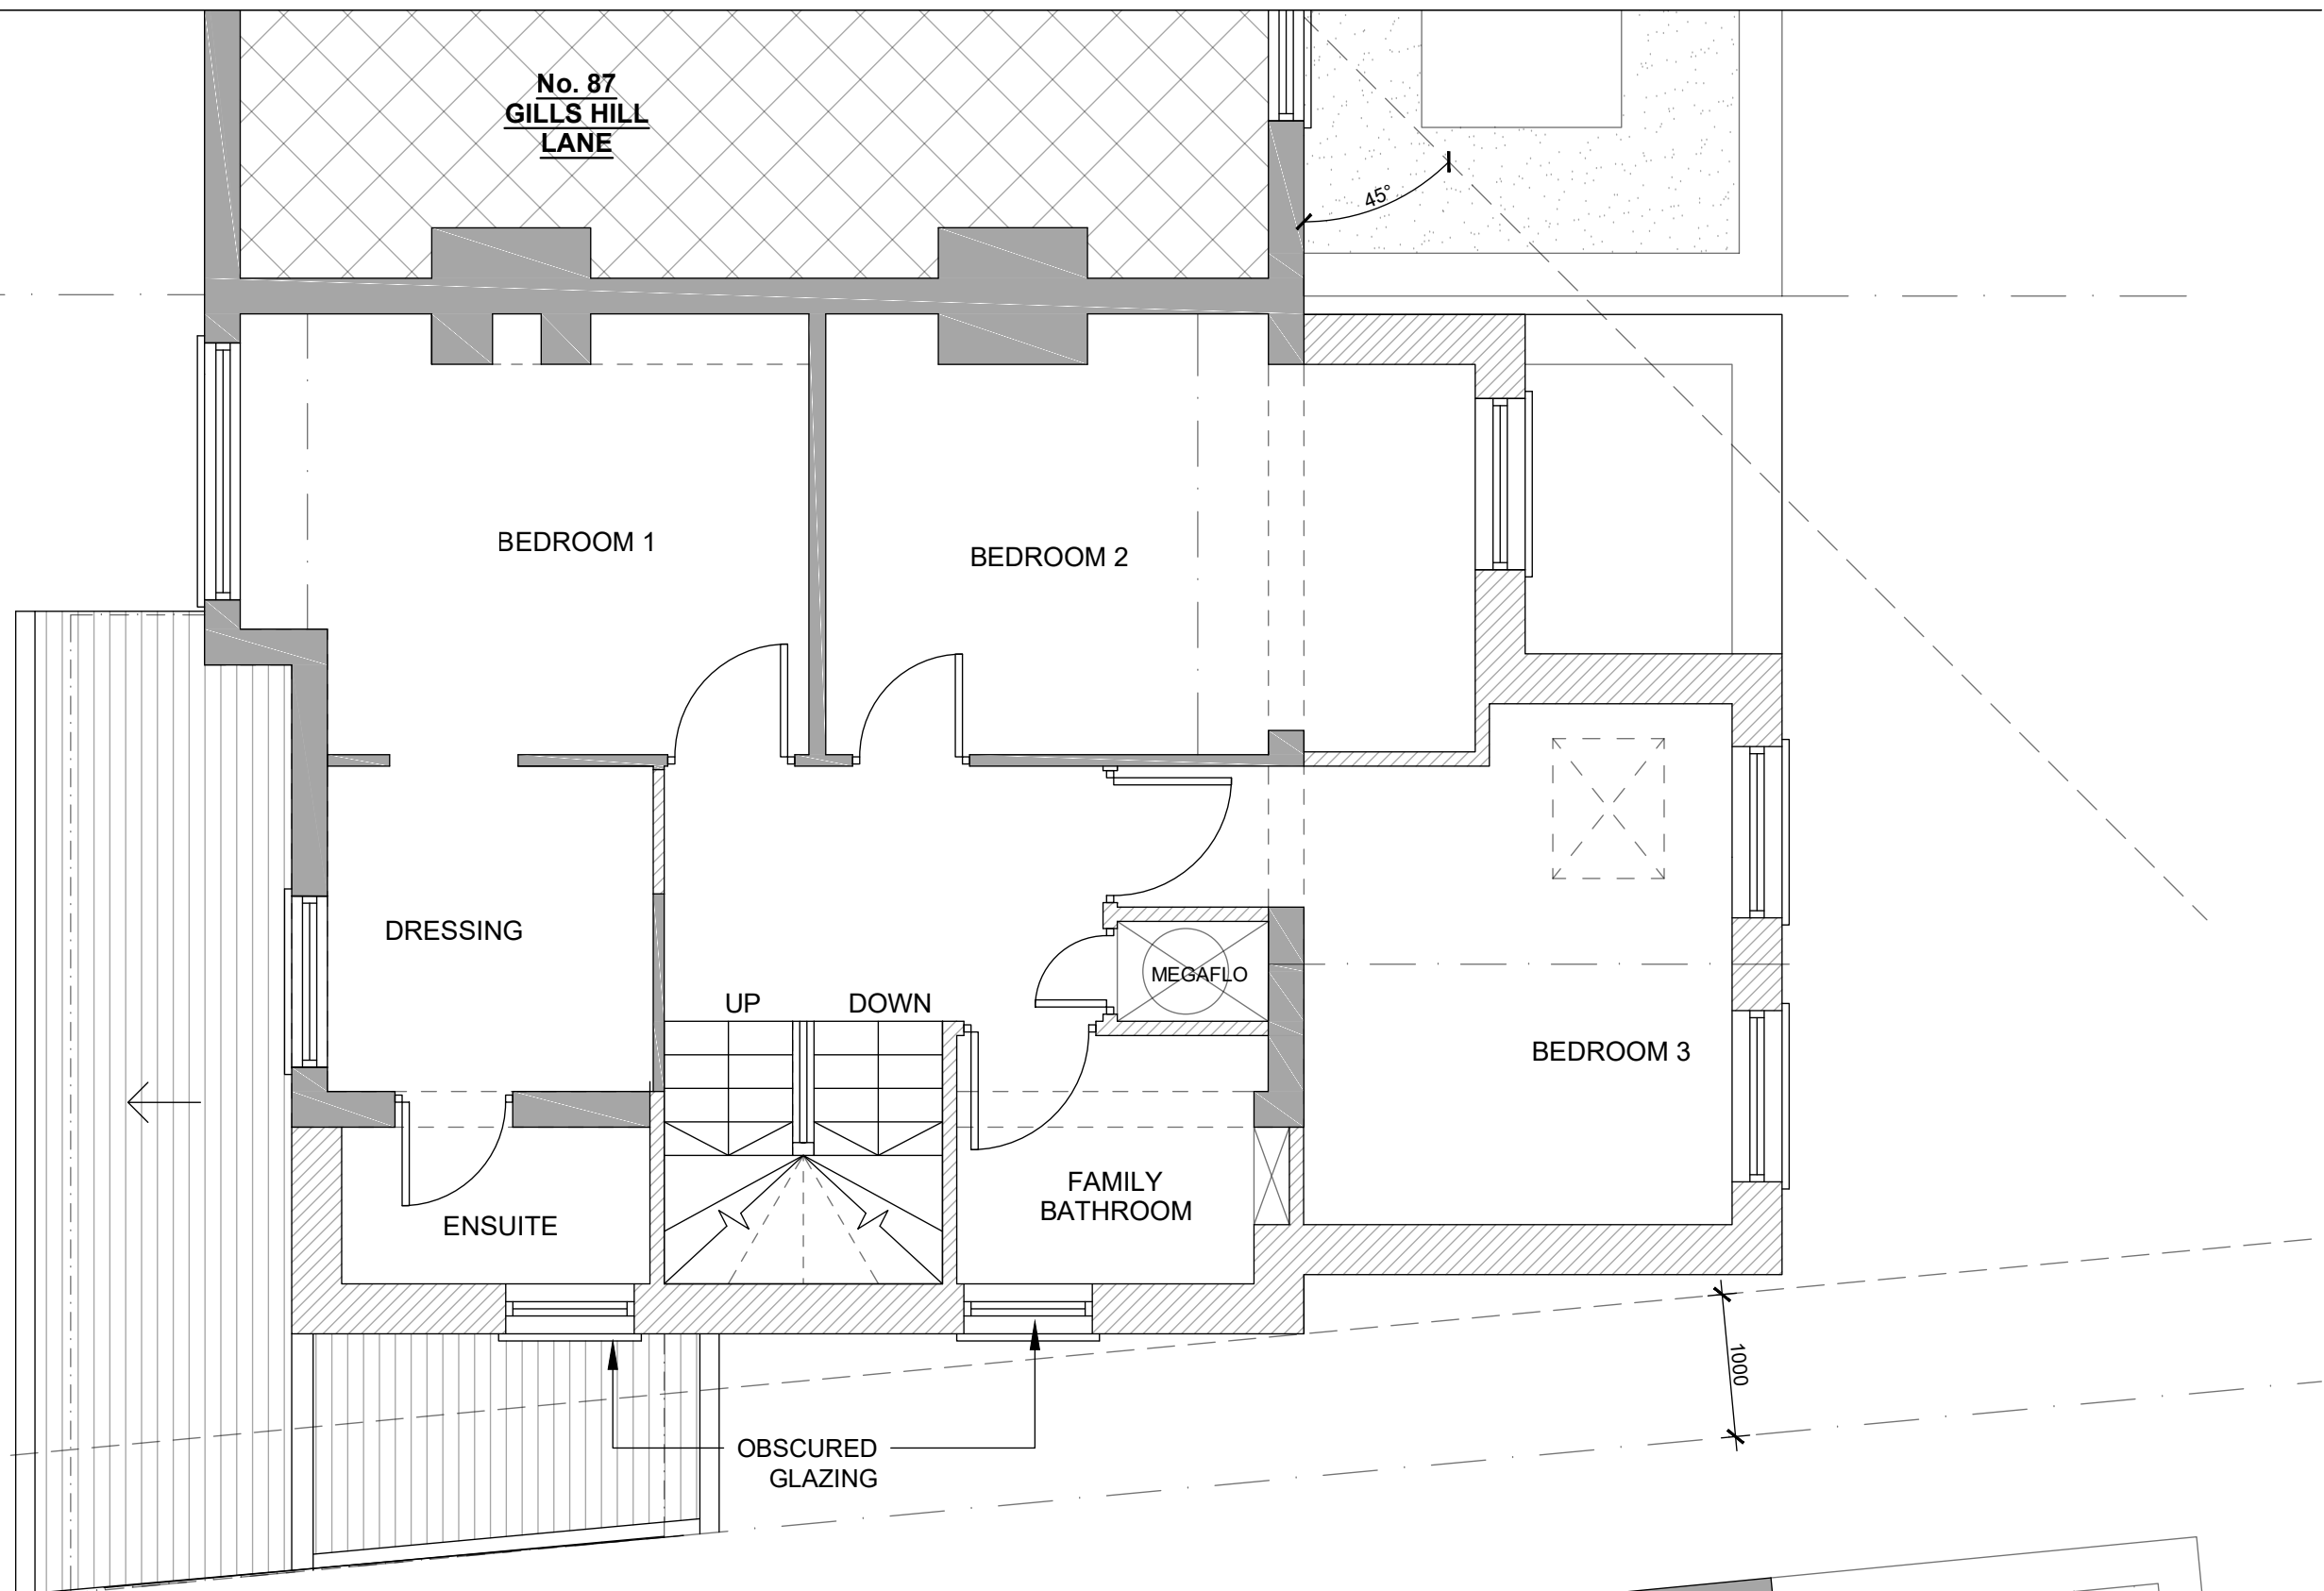 No. 87
GILLS HILL
LANE
45°
BEDROOM 1
BEDROOM 2
DRESSING
MEGAFLO
UP
DOWN
BEDROOM 3
FAMILY
BATHROOM
ENSUITE
1000
OBSCURED
GLAZING